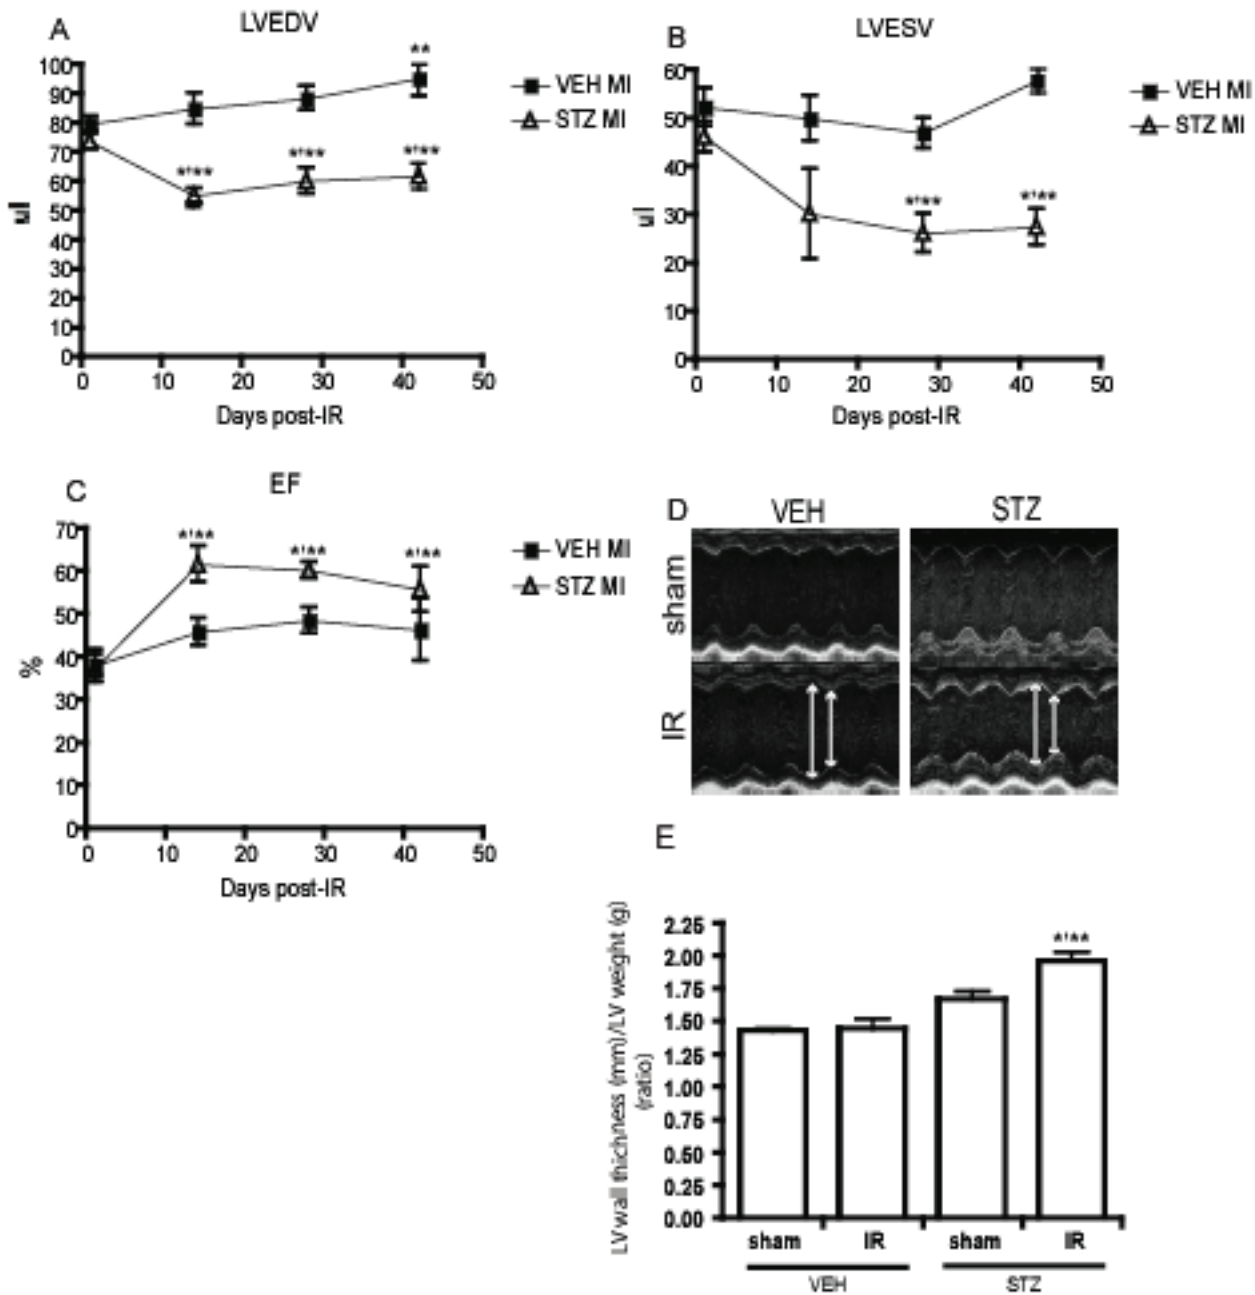 A
LVEDV
**
100
90
80
70
60
50
40
30
20
10
0
ul
*'**
*'**
*'**
VEH MI
STZ MI
0 10 20 30 40 50
Days post-IR
B
LVESV
60
50
40
30
20
10
0
ul
*'**
*'**
VEH MI
STZ MI
0 10 20 30 40 50
Days post-IR
C
EF
70
60
50
40
30
20
10
0
%
*'**
*'**
*'**
VEH MI
STZ MI
0 10 20 30 40 50
Days post-IR
D
VEH STZ
sham
IR
E
LV wall thichness (mm)/LV weight (g)
(ratio)
2.25
2.00
1.75
1.50
1.25
1.00
0.75
0.50
0.25
0.00
*'**
sham IR sham IR
VEH STZ